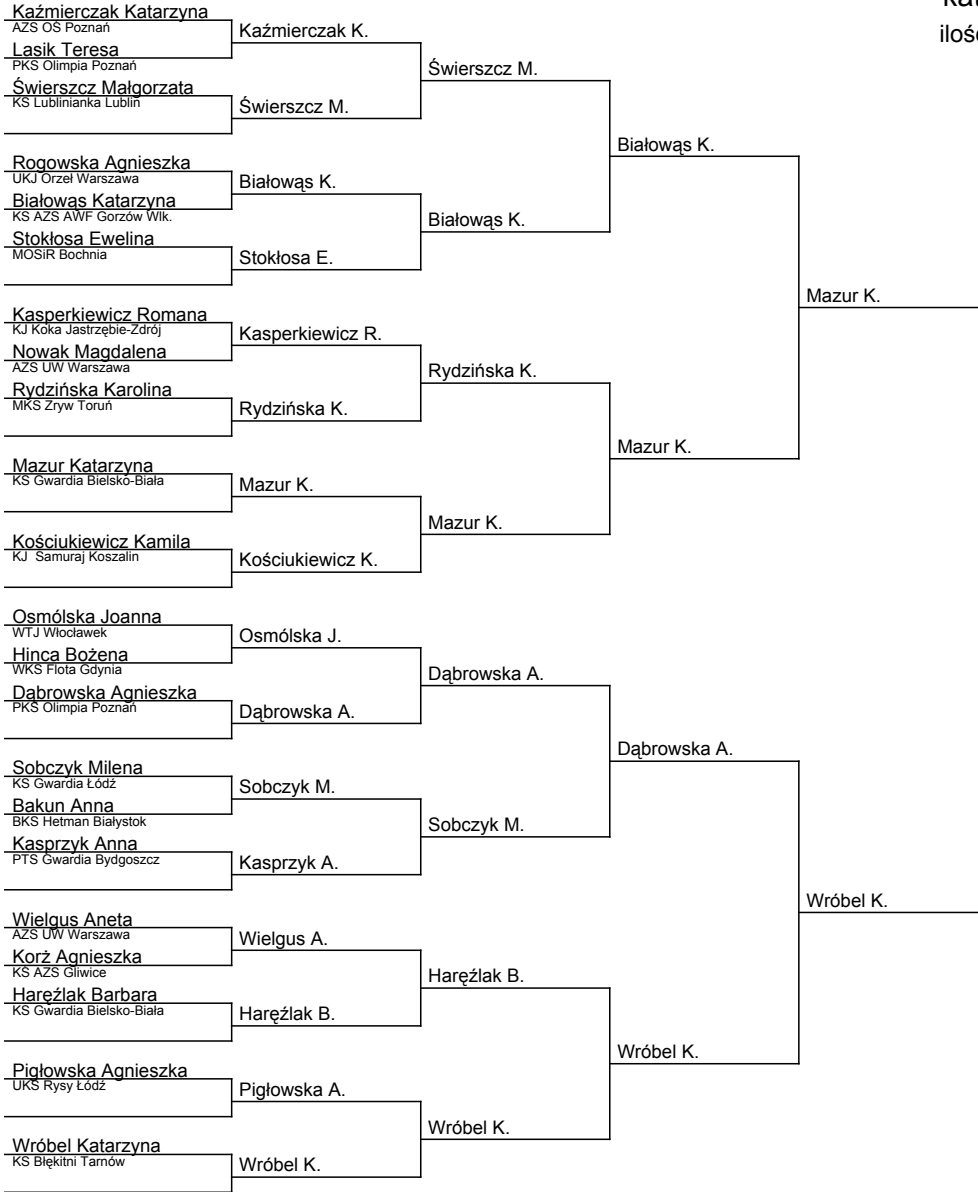 Kaźmierczak Katarzyna
AZS OŚ Poznań
Kaźmierczak K.
Lasik Teresa
PKS Olimpia Poznań
Świerszcz M.
Świerszcz Małgorzata
KS Lublinianka Lublin
Świerszcz M.
Białowąs K.
Rogowska Agnieszka
UKJ Orzeł Warszawa
Białowąs K.
Białowąs Katarzyna
KS AZS AWF Gorzów Wlk.
Białowąs K.
Stokłosa Ewelina
MOSiR Bochnia
Stokłosa E.
Mazur K.
Kasperkiewicz Romana
KJ Koka Jastrzębie-Zdrój
Kasperkiewicz R.
Nowak Magdalena
AZS UW Warszawa
Rydzińska K.
Rydzińska Karolina
MKS Zryw Toruń
Rydzińska K.
Mazur K.
Mazur Katarzyna
KS Gwardia Bielsko-Biała
Mazur K.
Mazur K.
Kościukiewicz Kamila
KJ Samuraj Koszalin
Kościukiewicz K.
Osmólska Joanna
WTJ Włocławek
Osmólska J.
Hinca Bożena
WKS Flota Gdynia
Dąbrowska A.
Dąbrowska Agnieszka
PKS Olimpia Poznań
Dąbrowska A.
Dąbrowska A.
Sobczyk Milena
KS Gwardia Łódź
Sobczyk M.
Bakun Anna
BKS Hetman Białystok
Sobczyk M.
Kasprzyk Anna
PTS Gwardia Bydgoszcz
Kasprzyk A.
Wróbel K.
Wielgus Aneta
AZS UW Warszawa
Wielgus A.
Korż Agnieszka
KS AZS Gliwice
Haręźlak B.
Haręźlak Barbara
KS Gwardia Bielsko-Biała
Haręźlak B.
Wróbel K.
Pigłowska Agnieszka
UKS Rysy Łódź
Pigłowska A.
Wróbel K.
Wróbel Katarzyna
KS Błękitni Tarnów
Wróbel K.